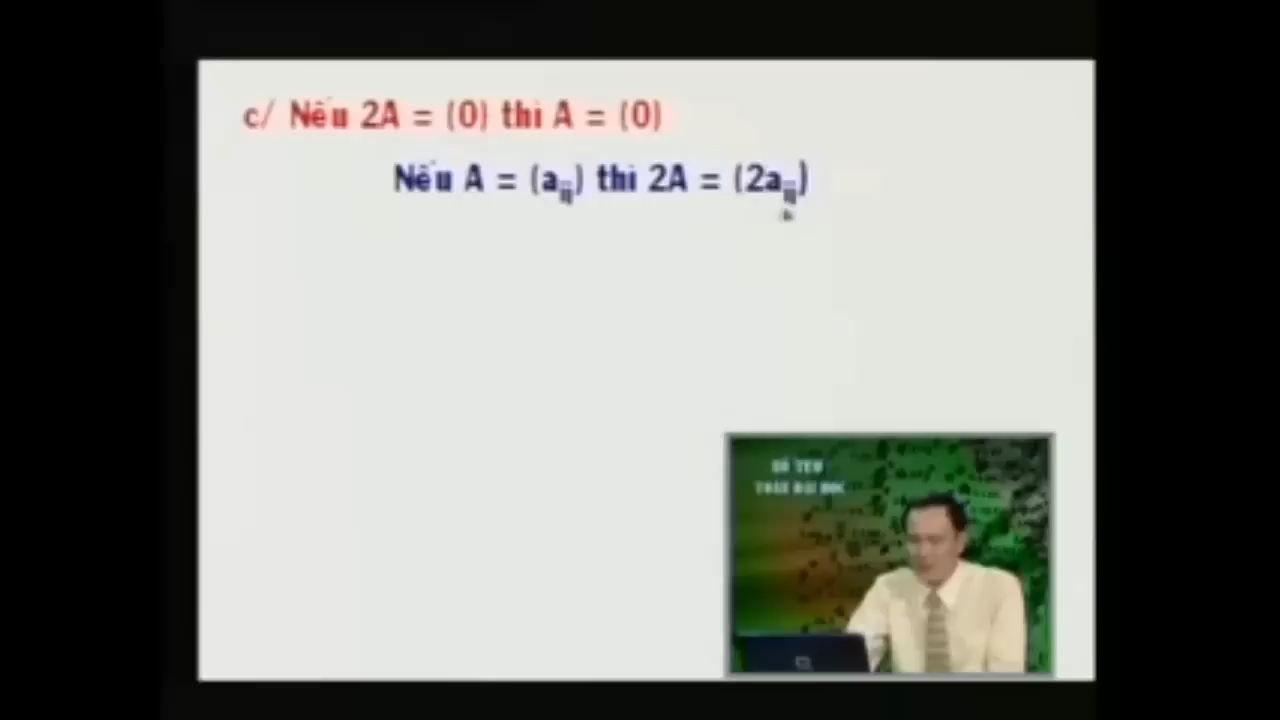 c/ Nếu 2A = (0) thì A = (0)
Nếu A = (aij) thì 2A = (2aij)